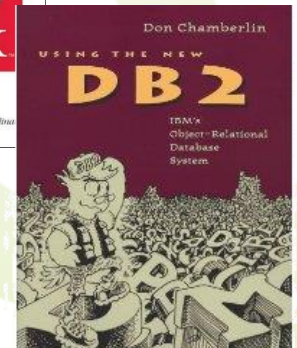 Don Chamberlin
USING THE NEW
DB2
IBM's
Object-Relational
Database
System